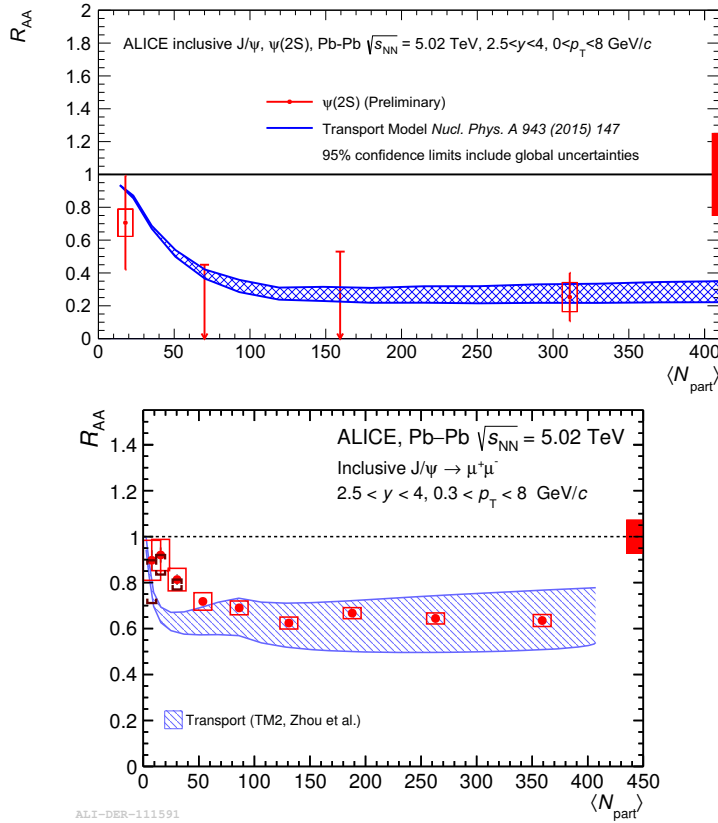 R_AA
2
1.8
1.6
1.4
1.2
1
0.8
0.6
0.4
0.2
0
ALICE inclusive J/ψ, ψ(2S), Pb-Pb √s_NN = 5.02 TeV, 2.5<y<4, 0<p_T<8 GeV/c
ψ(2S) (Preliminary)
Transport Model Nucl. Phys. A 943 (2015) 147
95% confidence limits include global uncertainties
0 50 100 150 200 250 300 350 400
⟨N_part⟩
R_AA
1.4
1.2
1
0.8
0.6
0.4
0.2
0
ALICE, Pb–Pb √s_NN = 5.02 TeV
Inclusive J/ψ → μ⁺μ⁻
2.5 < y < 4, 0.3 < p_T < 8 GeV/c
Transport (TM2, Zhou et al.)
0 50 100 150 200 250 300 350 400 450
⟨N_part⟩
ALI-DER-111591